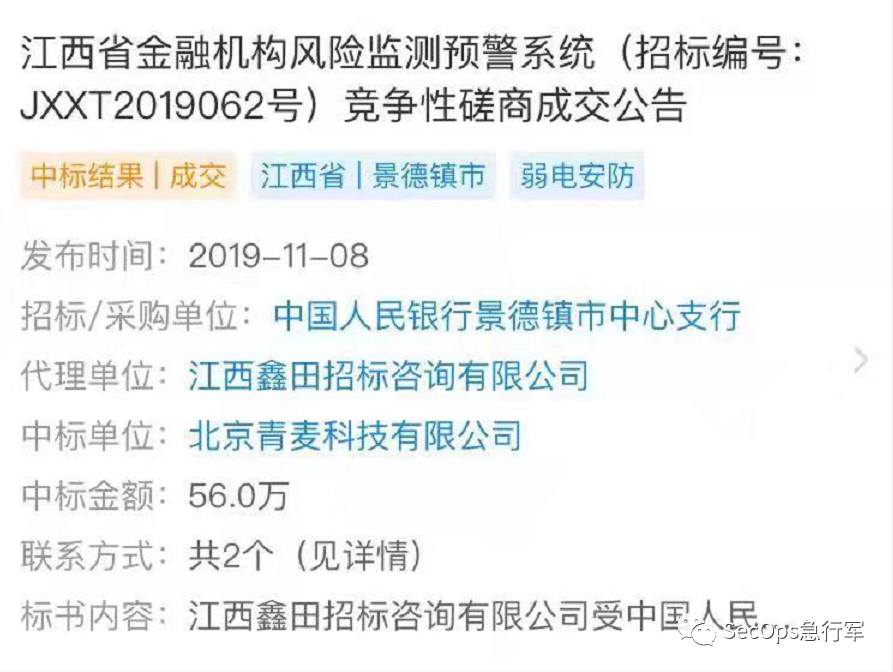 江西省金融机构风险监测预警系统（招标编号：
JXXT2019062号）竞争性磋商成交公告
中标结果 | 成交 江西省 | 景德镇市 弱电安防
发布时间：2019-11-08
招标/采购单位：中国人民银行景德镇市中心支行
代理单位：江西鑫田招标咨询有限公司
中标单位：北京青麦科技有限公司
中标金额：56.0万
联系方式：共2个（见详情）
标书内容：江西鑫田招标咨询有限公司受中国人民...
SecOps急行军